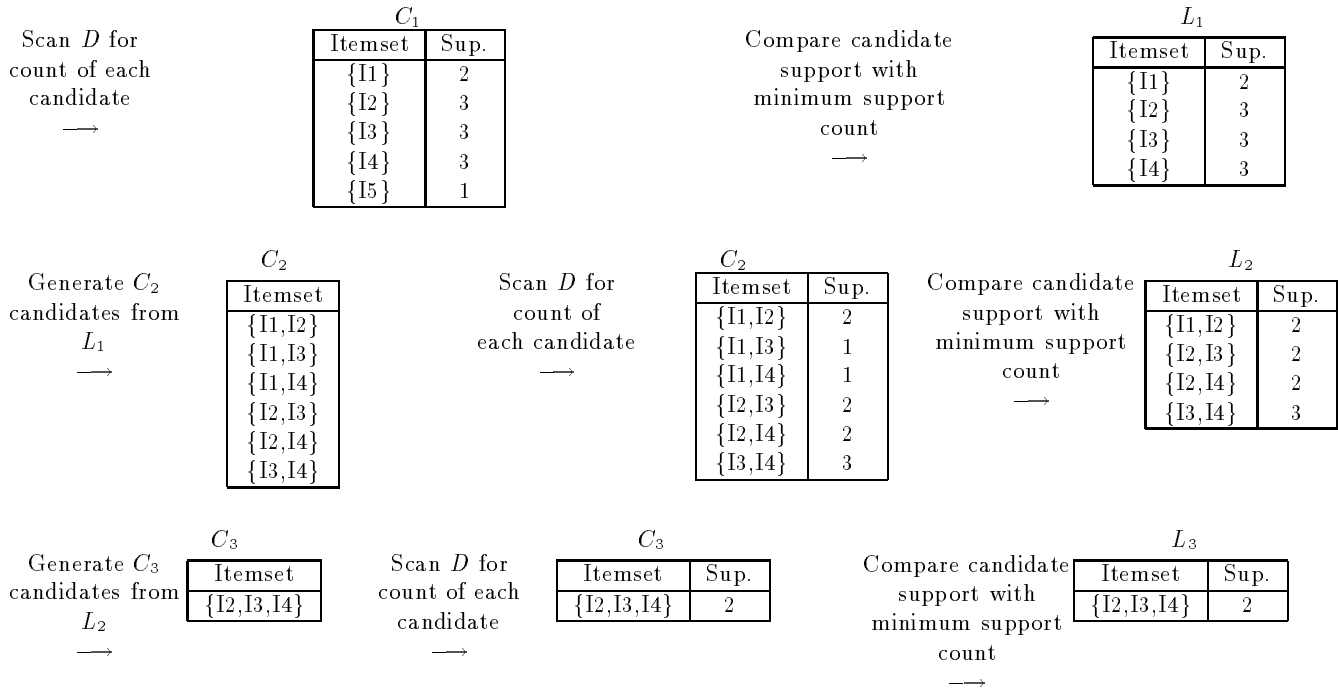 Scan D for
count of each
candidate
⟶
C₁
Itemset Sup.
{I1} 2
{I2} 3
{I3} 3
{I4} 3
{I5} 1
Compare candidate
support with
minimum support
count
⟶
L₁
Itemset Sup.
{I1} 2
{I2} 3
{I3} 3
{I4} 3
Generate C₂
candidates from
L₁
⟶
C₂
Itemset
{I1,I2}
{I1,I3}
{I1,I4}
{I2,I3}
{I2,I4}
{I3,I4}
Scan D for
count of
each candidate
⟶
C₂
Itemset Sup.
{I1,I2} 2
{I1,I3} 1
{I1,I4} 1
{I2,I3} 2
{I2,I4} 2
{I3,I4} 3
Compare candidate
support with
minimum support
count
⟶
L₂
Itemset Sup.
{I1,I2} 2
{I2,I3} 2
{I2,I4} 2
{I3,I4} 3
Generate C₃
candidates from
L₂
⟶
C₃
Itemset
{I2,I3,I4}
Scan D for
count of each
candidate
⟶
C₃
Itemset Sup.
{I2,I3,I4} 2
Compare candidate
support with
minimum support
count
⟶
L₃
Itemset Sup.
{I2,I3,I4} 2